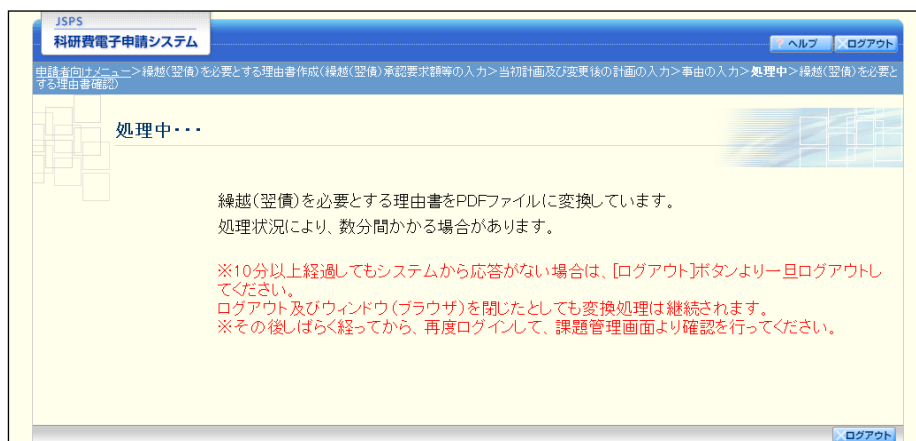 JSPS
科研費電子申請システム
? ヘルプ
ログアウト
申請者向けメニュー>繰越(翌債)を必要とする理由書作成(繰越(翌債)承認要求額等の入力>当初計画及び変更後の計画の入力>事由の入力>処理中>繰越(翌債)を必要と
する理由書確認)
処理中・・・
繰越(翌債)を必要とする理由書をPDFファイルに変換しています。
処理状況により、数分間かかる場合があります。
※10分以上経過してもシステムから応答がない場合は、[ログアウト]ボタンより一旦ログアウトし
てください。
ログアウト及びウィンドウ(ブラウザ)を閉じたとしても変換処理は継続されます。
※その後しばらく経ってから、再度ログインして、課題管理画面より確認を行ってください。
ログアウト